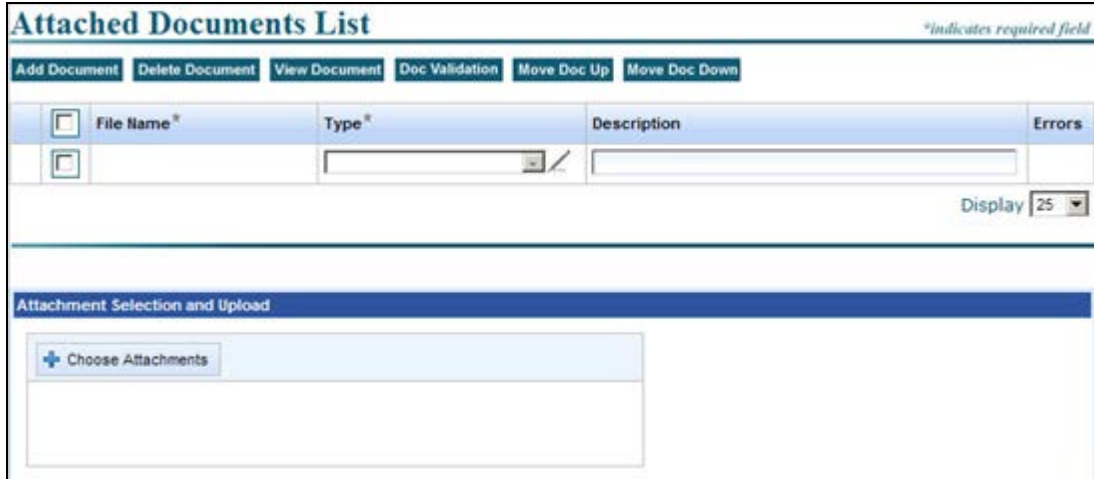 Attached Documents List
*indicates required field
Add Document Delete Document View Document Doc Validation Move Doc Up Move Doc Down
File Name* Type* Description Errors
Display 25
Attachment Selection and Upload
Choose Attachments